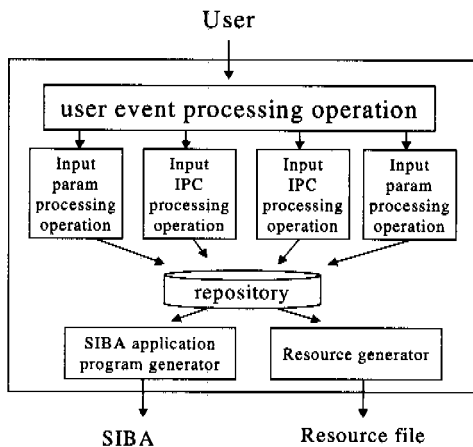 User
user event processing operation
Input
param
processing
operation
Input
IPC
processing
operation
Input
IPC
processing
operation
Input
param
processing
operation
repository
SIBA application
program generator
Resource generator
SIBA
Resource file